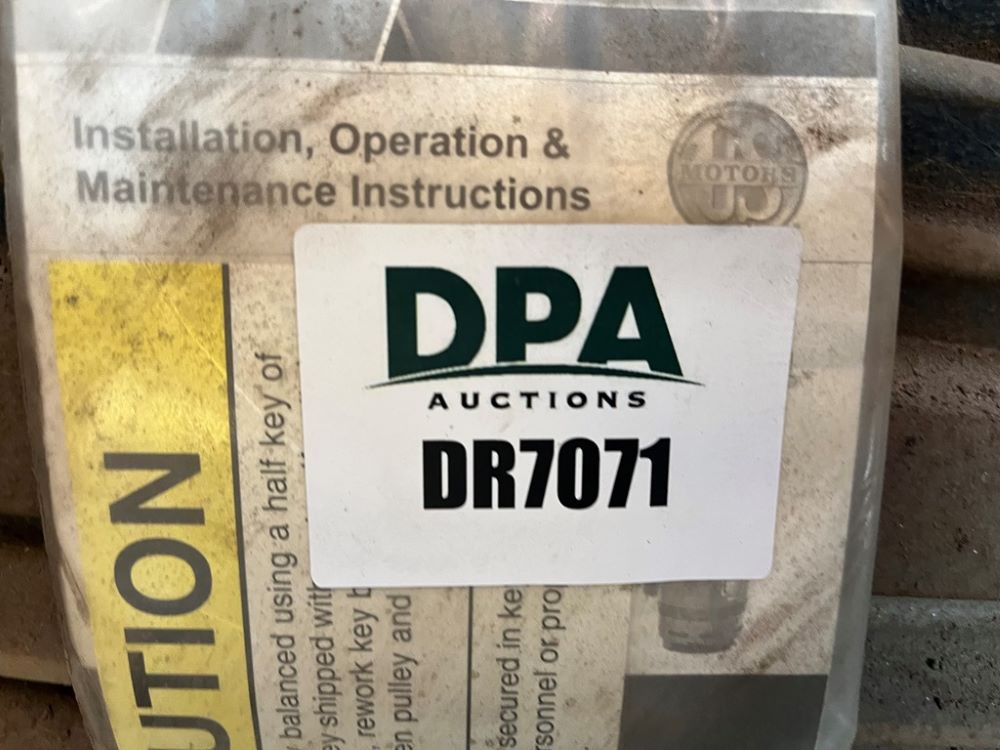 Installation, Operation &
Maintenance Instructions
MOTORS
US
DPA
AUCTIONS
DR7071
UTION
balanced using a half key of
ey shipped with
, rework key b
en pulley and
secured in ke
rsonnel or pro